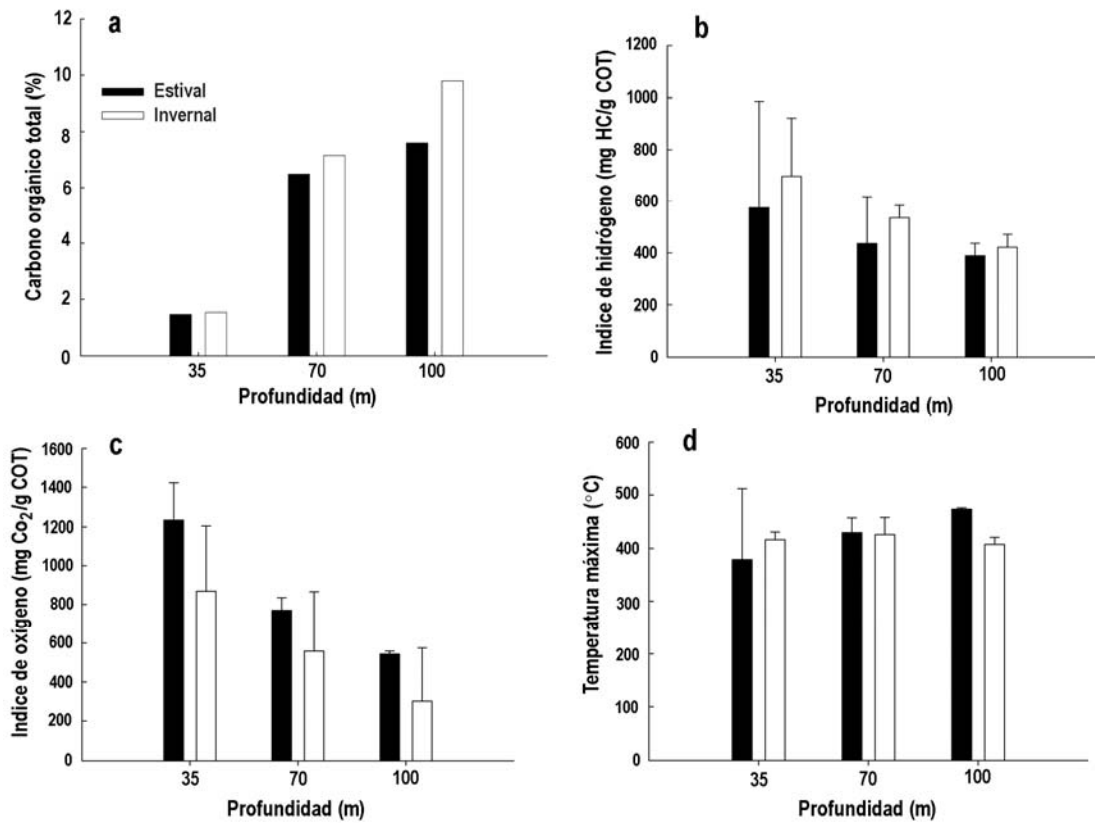 a
12
10
8
6
4
2
0
Carbono orgánico total (%)
Estival
Invernal
35 70 100
Profundidad (m)
b
1200
1000
800
600
400
200
0
Indice de hidrógeno (mg HC/g COT)
35 70 100
Profundidad (m)
c
1600
1400
1200
1000
800
600
400
200
0
Indice de oxígeno (mg Co₂/g COT)
35 70 100
Profundidad (m)
d
600
500
400
300
200
100
0
Temperatura máxima (°C)
35 70 100
Profundidad (m)